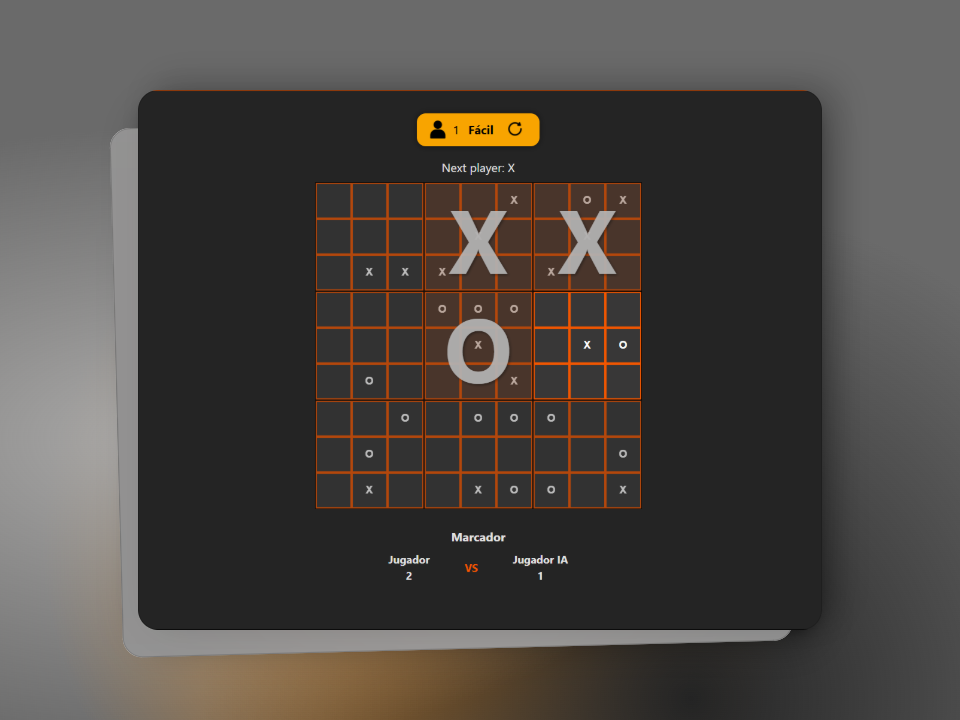 1 Fácil
Next player: X
X O X
X X
X X X X
O O O
X X O
O X
O O O O
O O
X X O O X
Marcador
Jugador VS Jugador IA
2 1